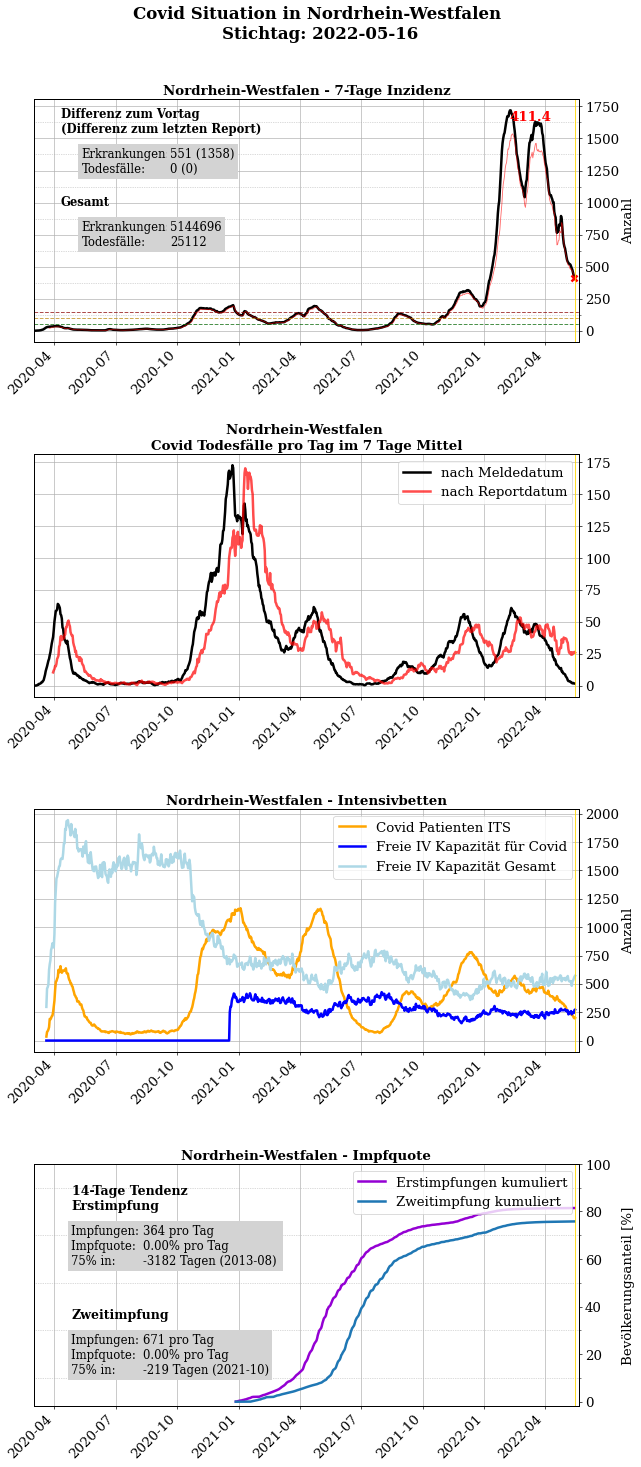 Covid Situation in Nordrhein-Westfalen
Stichtag: 2022-05-16
Nordrhein-Westfalen - 7-Tage Inzidenz
Differenz zum Vortag
(Differenz zum letzten Report)
Erkrankungen 551 (1358)
Todesfälle: 0 (0)
Gesamt
Erkrankungen 5144696
Todesfälle: 25112
411.4
1750
1500
1250
1000
750
500
250
0
Anzahl
2020-04
2020-07
2020-10
2021-01
2021-04
2021-07
2021-10
2022-01
2022-04
Nordrhein-Westfalen
Covid Todesfälle pro Tag im 7 Tage Mittel
nach Meldedatum
nach Reportdatum
175
150
125
100
75
50
25
0
2020-04
2020-07
2020-10
2021-01
2021-04
2021-07
2021-10
2022-01
2022-04
Nordrhein-Westfalen - Intensivbetten
Covid Patienten ITS
Freie IV Kapazität für Covid
Freie IV Kapazität Gesamt
2000
1750
1500
1250
1000
750
500
250
0
Anzahl
2020-04
2020-07
2020-10
2021-01
2021-04
2021-07
2021-10
2022-01
2022-04
Nordrhein-Westfalen - Impfquote
Erstimpfungen kumuliert
Zweitimpfung kumuliert
14-Tage Tendenz
Erstimpfung
Impfungen: 364 pro Tag
Impfquote: 0.00% pro Tag
75% in: -3182 Tagen (2013-08)
Zweitimpfung
Impfungen: 671 pro Tag
Impfquote: 0.00% pro Tag
75% in: -219 Tagen (2021-10)
100
80
60
40
20
0
Bevölkerungsanteil [%]
2020-04
2020-07
2020-10
2021-01
2021-04
2021-07
2021-10
2022-01
2022-04